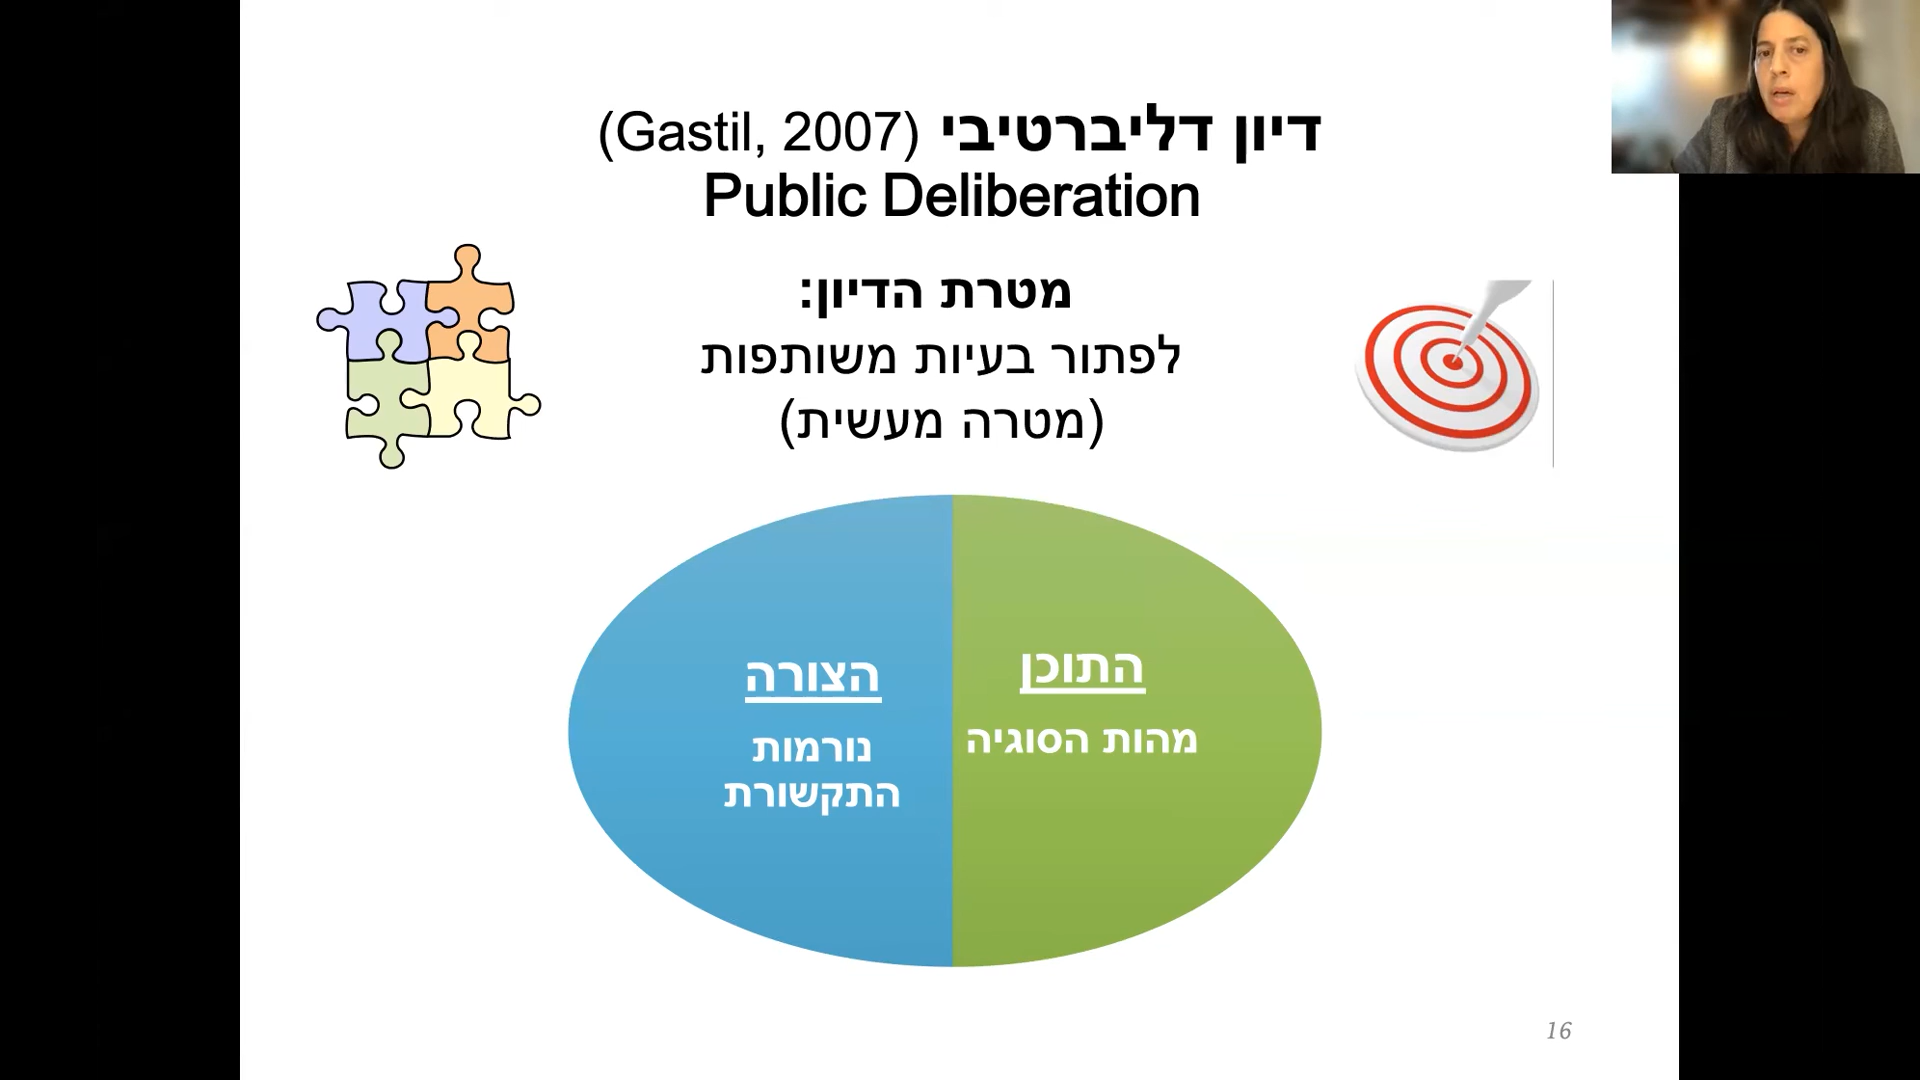 דיון דליברטיבי (Gastil, 2007)
Public Deliberation
מטרת הדיון:
לפתור בעיות משותפות
(מטרה מעשית)
התוכן
מהות הסוגיה
הצורה
נורמות
התקשורת
16